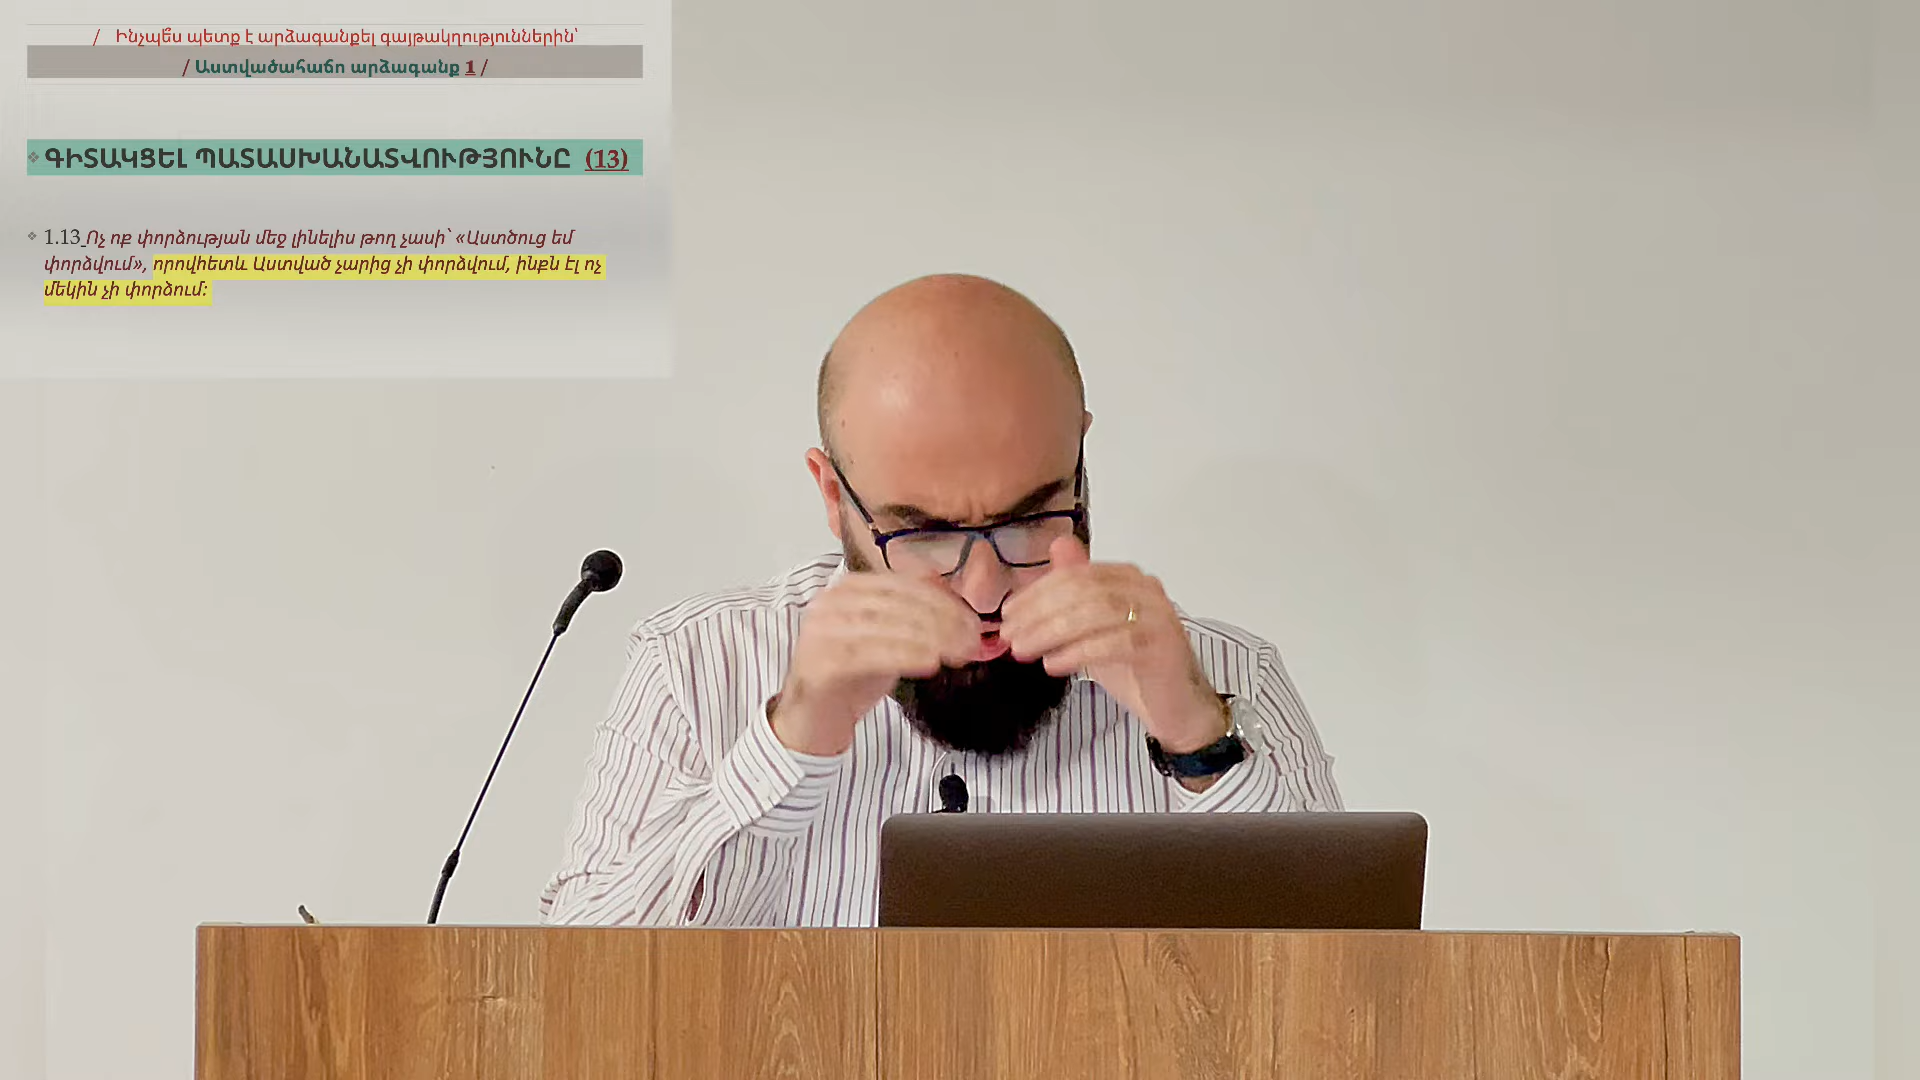 / Ինչպե՞ս պետք է արձագանքել գայթակղություններին՝
/ Աստվածահաճո արձագանք 1 /
ԳԻՏԱԿՑԵԼ ՊԱՏԱՍԽԱՆԱՏՎՈՒԹՅՈՒՆԸ (13)
1.13 Ոչ ոք փորձության մեջ լինելիս թող չասի՝ «Աստծուց եմ
փորձվում», որովհետև Աստված չարից չի փորձվում, ինքն էլ ոչ
մեկին չի փորձում: